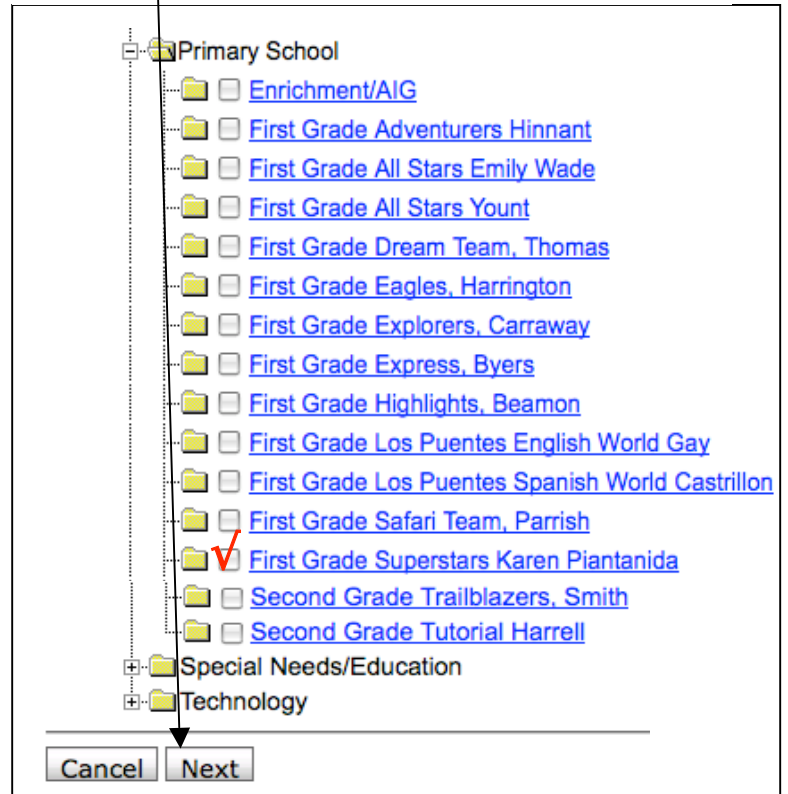 Primary School
Enrichment/AIG
First Grade Adventurers Hinnant
First Grade All Stars Emily Wade
First Grade All Stars Yount
First Grade Dream Team, Thomas
First Grade Eagles, Harrington
First Grade Explorers, Carraway
First Grade Express, Byers
First Grade Highlights, Beamon
First Grade Los Puentes English World Gay
First Grade Los Puentes Spanish World Castrillon
First Grade Safari Team, Parrish
First Grade Superstars Karen Piantanida
Second Grade Trailblazers, Smith
Second Grade Tutorial Harrell
Special Needs/Education
Technology
Cancel Next